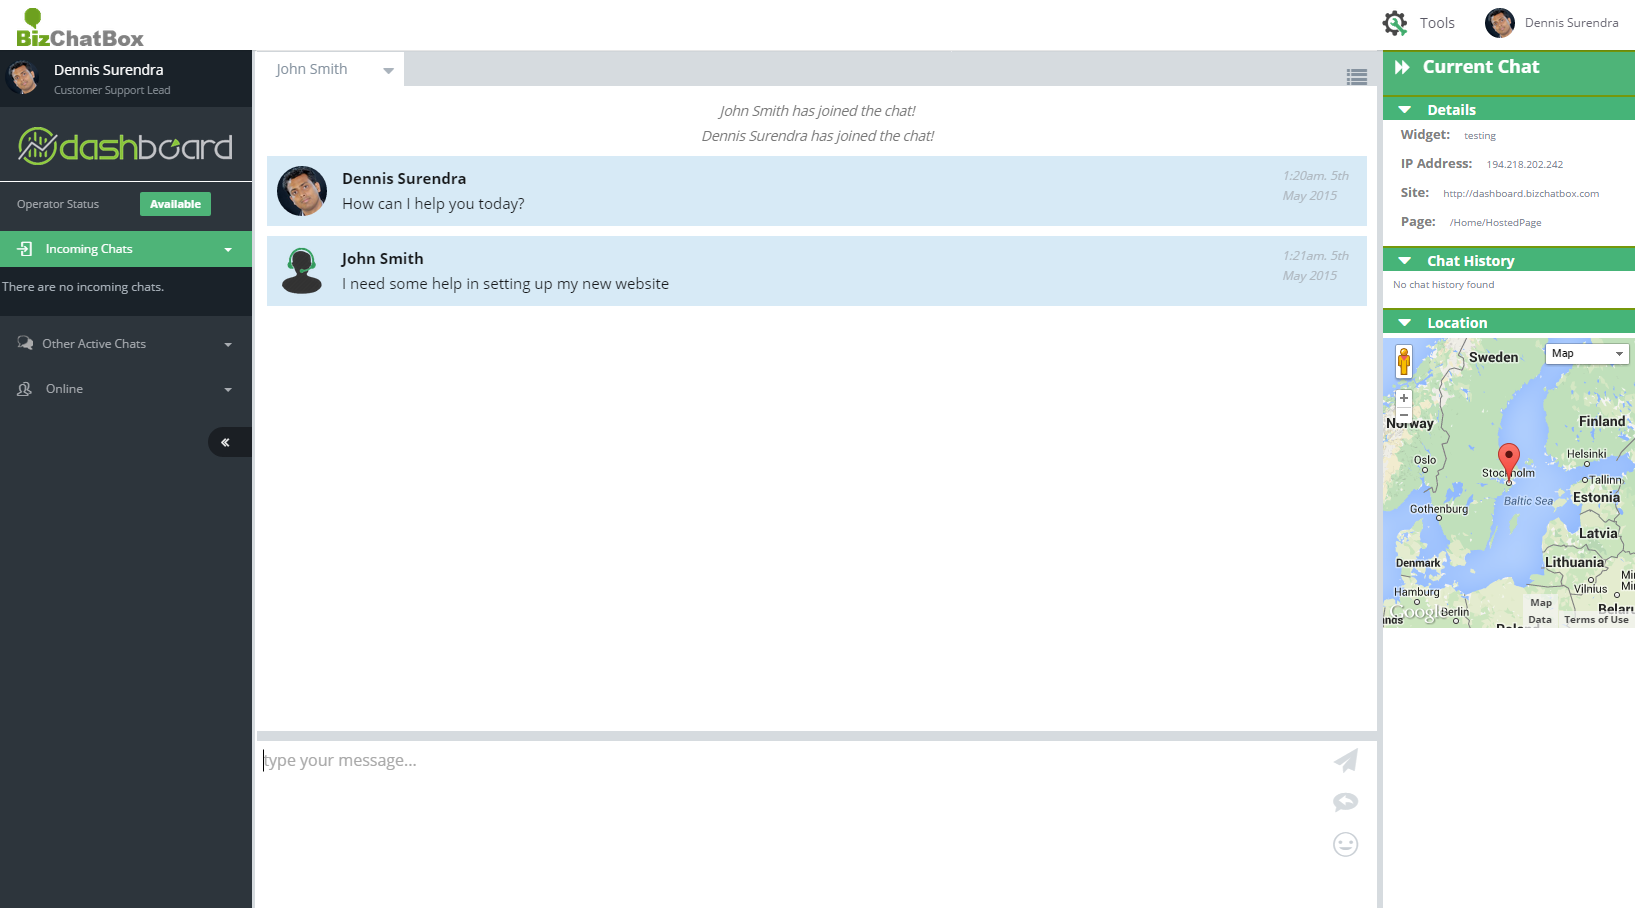 BizChatBox
Tools
Dennis Surendra
Dennis Surendra
Customer Support Lead
dashboard
Operator Status
Available
Incoming Chats
There are no incoming chats.
Other Active Chats
Online
John Smith
John Smith has joined the chat!
Dennis Surendra has joined the chat!
Dennis Surendra
How can I help you today?
1:20am. 5th
May 2015
John Smith
I need some help in setting up my new website
1:21am. 5th
May 2015
type your message...
Current Chat
Details
Widget: testing
IP Address: 194.218.202.242
Site: http://dashboard.bizchatbox.com
Page: /Home/HostedPage
Chat History
No chat history found
Location
Map
Sweden
+
−
Norway
Finland
Oslo
Helsinki
Stockholm
Tallinn
Baltic Sea
Estonia
Gothenburg
Latvia
Denmark
Lithuania
Vilnius
Hamburg
Google
Berlin
Map
Data
Terms of Use